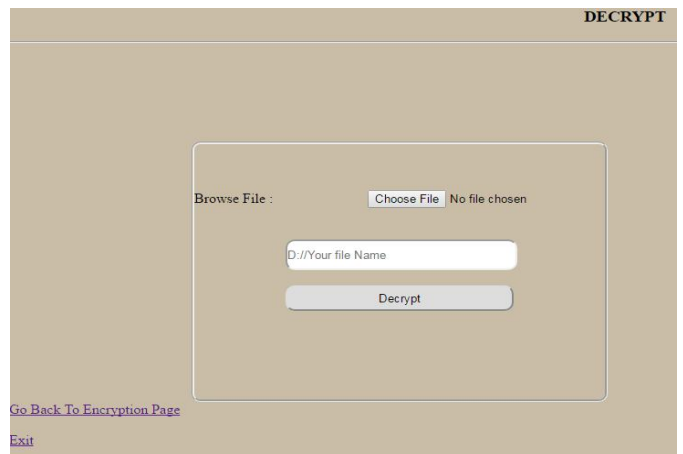 DECRYPT
Browse File : Choose File No file chosen
D://Your file Name
Decrypt
Go Back To Encryption Page
Exit